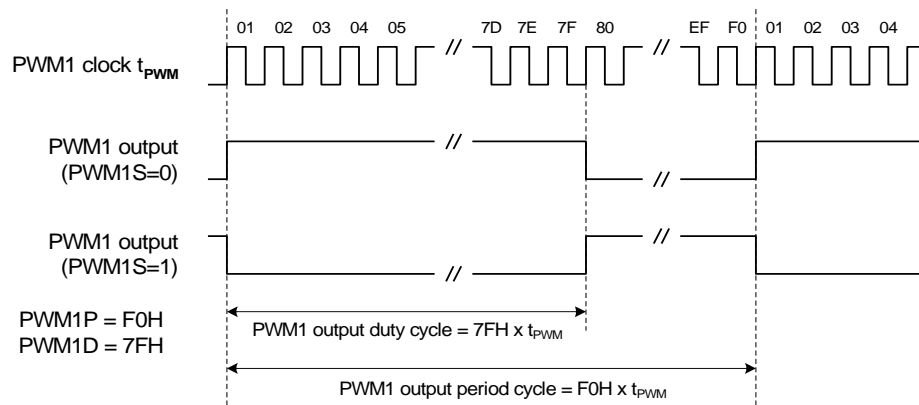 01 02 03 04 05 // 7D 7E 7F 80 // EF F0 01 02 03 04
PWM1 clock tPWM
PWM1 output // //
(PWM1S=0)
PWM1 output // //
(PWM1S=1)
PWM1P = F0H
PWM1D = 7FH
PWM1 output duty cycle = 7FH x tPWM
PWM1 output period cycle = F0H x tPWM